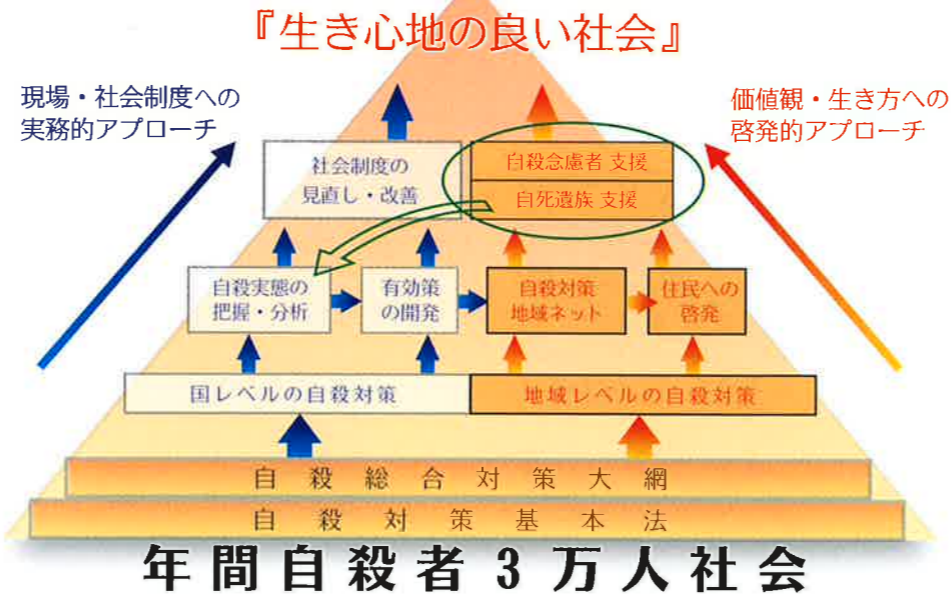 『生き心地の良い社会』
現場・社会制度への
実務的アプローチ
価値観・生き方への
啓発的アプローチ
社会制度の
見直し・改善
自殺念慮者 支援
自死遺族 支援
自殺実態の
把握・分析
有効策
の開発
自殺対策
地域ネット
住民への
啓発
国レベルの自殺対策
地域レベルの自殺対策
自殺総合対策大綱
自殺対策基本法
年間自殺者3万人社会